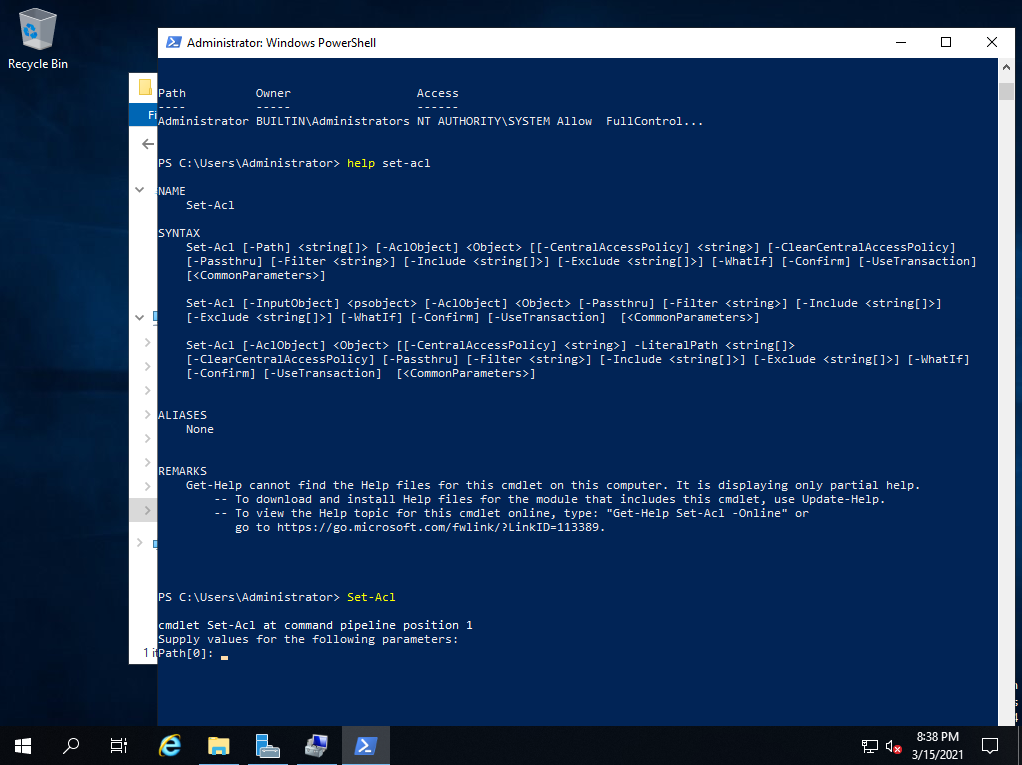 Recycle Bin
Administrator: Windows PowerShell
Fi
Path Owner Access
---- ----- ------
Administrator BUILTIN\Administrators NT AUTHORITY\SYSTEM Allow  FullControl...
PS C:\Users\Administrator> help set-acl
NAME
Set-Acl
SYNTAX
Set-Acl [-Path] <string[]> [-AclObject] <Object> [[-CentralAccessPolicy] <string>] [-ClearCentralAccessPolicy]
[-Passthru] [-Filter <string>] [-Include <string[]>] [-Exclude <string[]>] [-WhatIf] [-Confirm] [-UseTransaction]
[<CommonParameters>]
Set-Acl [-InputObject] <psobject> [-AclObject] <Object> [-Passthru] [-Filter <string>] [-Include <string[]>]
[-Exclude <string[]>] [-WhatIf] [-Confirm] [-UseTransaction]  [<CommonParameters>]
Set-Acl [-AclObject] <Object> [[-CentralAccessPolicy] <string>] -LiteralPath <string[]>
[-ClearCentralAccessPolicy] [-Passthru] [-Filter <string>] [-Include <string[]>] [-Exclude <string[]>] [-WhatIf]
[-Confirm] [-UseTransaction]  [<CommonParameters>]
ALIASES
None
REMARKS
Get-Help cannot find the Help files for this cmdlet on this computer. It is displaying only partial help.
-- To download and install Help files for the module that includes this cmdlet, use Update-Help.
-- To view the Help topic for this cmdlet online, type: "Get-Help Set-Acl -Online" or
go to https://go.microsoft.com/fwlink/?LinkID=113389.
PS C:\Users\Administrator> Set-Acl
cmdlet Set-Acl at command pipeline position 1
Supply values for the following parameters:
1 it
Path[0]:
8:38 PM
3/15/2021